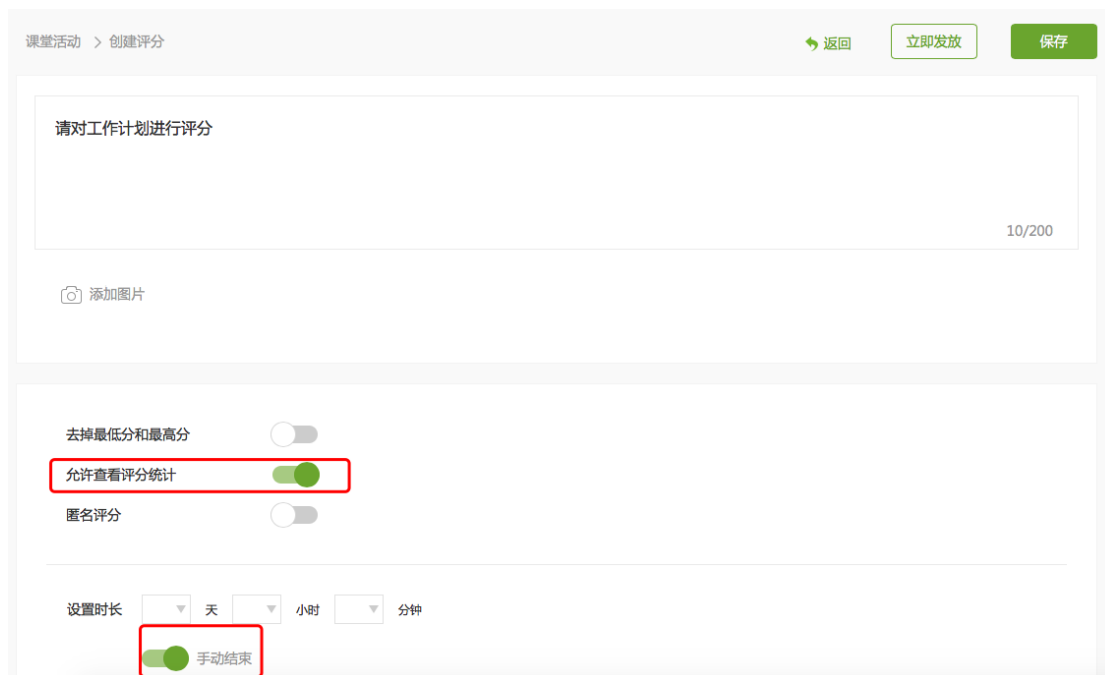 课堂活动 > 创建评分 返回 立即发放 保存
请对工作计划进行评分
10/200
添加图片
去掉最低分和最高分
允许查看评分统计
匿名评分
设置时长 天 小时 分钟
手动结束